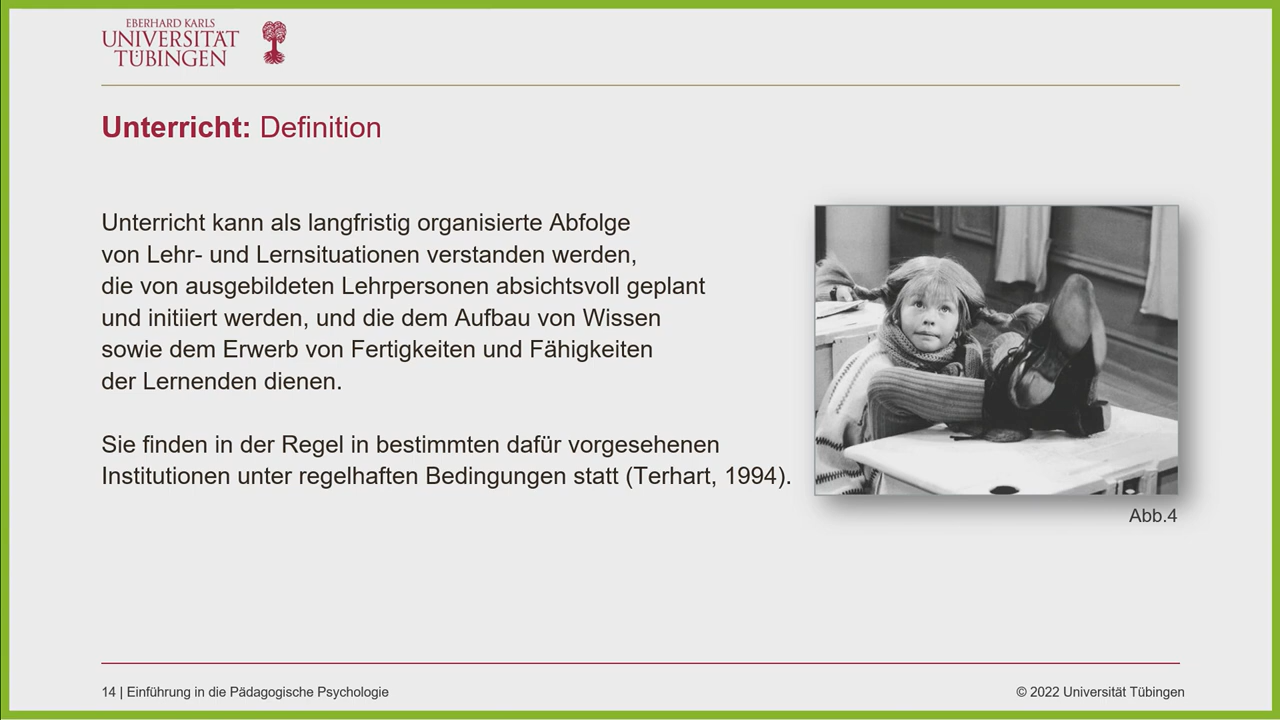 EBERHARD KARLS
UNIVERSITÄT
TÜBINGEN
Unterricht: Definition
Unterricht kann als langfristig organisierte Abfolge
von Lehr- und Lernsituationen verstanden werden,
die von ausgebildeten Lehrpersonen absichtsvoll geplant
und initiiert werden, und die dem Aufbau von Wissen
sowie dem Erwerb von Fertigkeiten und Fähigkeiten
der Lernenden dienen.
Sie finden in der Regel in bestimmten dafür vorgesehenen
Institutionen unter regelhaften Bedingungen statt (Terhart, 1994).
Abb.4
14 | Einführung in die Pädagogische Psychologie
© 2022 Universität Tübingen